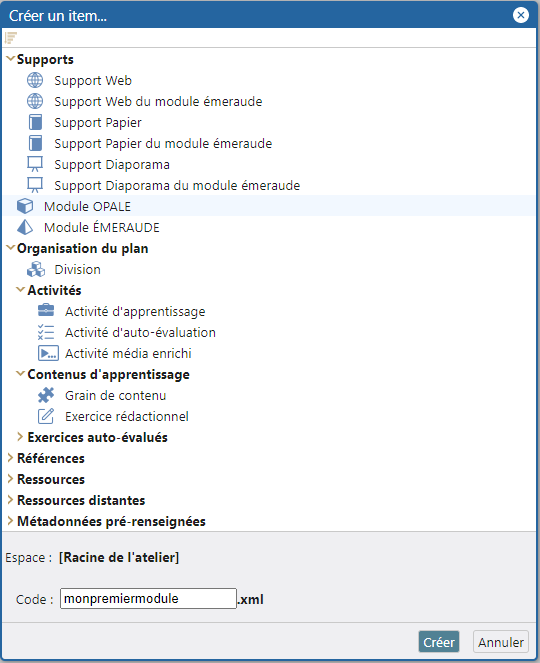 Créer un item...
Supports
Support Web
Support Web du module émeraude
Support Papier
Support Papier du module émeraude
Support Diaporama
Support Diaporama du module émeraude
Module OPALE
Module ÉMERAUDE
Organisation du plan
Division
Activités
Activité d'apprentissage
Activité d'auto-évaluation
Activité média enrichi
Contenus d'apprentissage
Grain de contenu
Exercice rédactionnel
Exercices auto-évalués
Références
Ressources
Ressources distantes
Métadonnées pré-renseignées
Espace : [Racine de l'atelier]
Code : monpremiermodule .xml
Créer Annuler